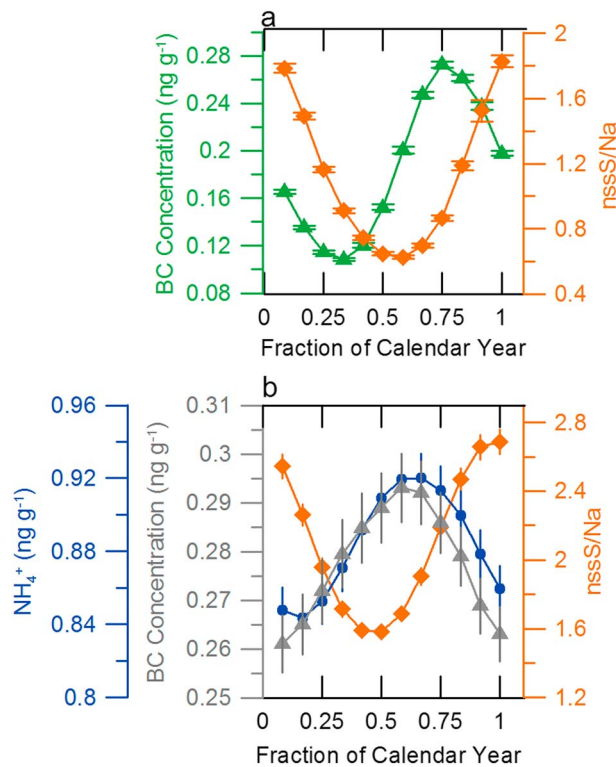 a
BC Concentration (ng g⁻¹)
0.28
0.24
0.2
0.16
0.12
0.08
2
1.6
1.2
0.8
0.4
nssS/Na
0 0.25 0.5 0.75 1
Fraction of Calendar Year
b
NH₄⁺ (ng g⁻¹)
0.96
0.92
0.88
0.84
0.8
BC Concentration (ng g⁻¹)
0.31
0.3
0.29
0.28
0.27
0.26
0.25
2.8
2.4
2
1.6
1.2
nssS/Na
0 0.25 0.5 0.75 1
Fraction of Calendar Year